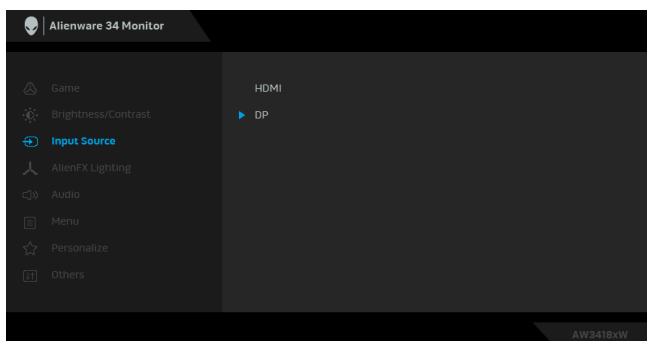 Alienware 34 Monitor
Game
HDMI
Brightness/Contrast
DP
Input Source
AlienFX Lighting
Audio
Menu
Personalize
Others
AW3418xW